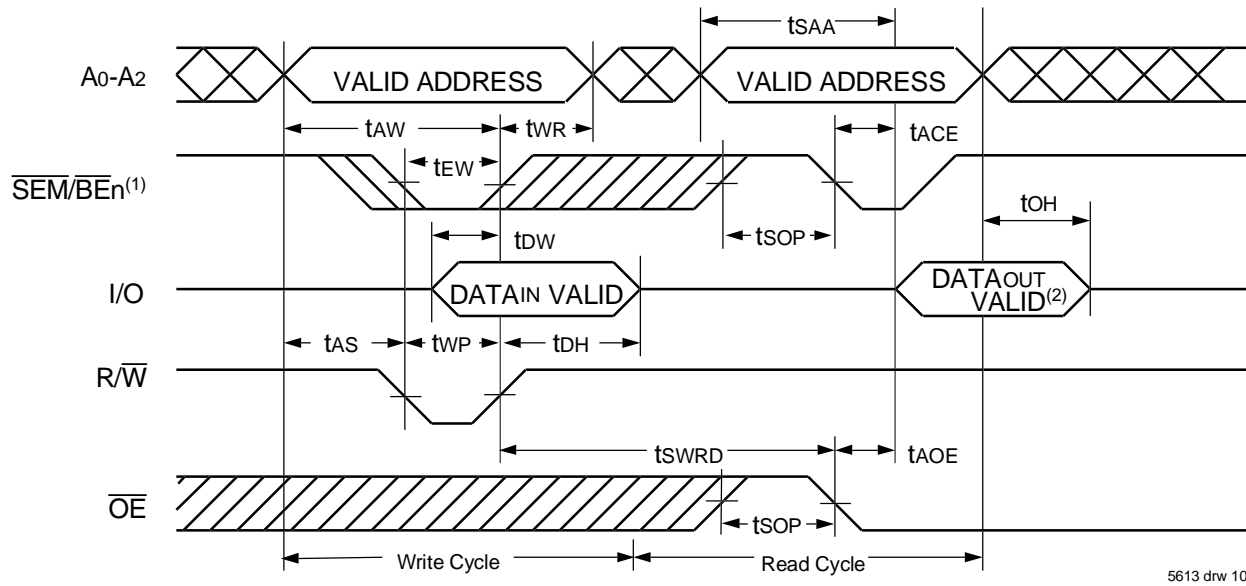 tSAA
A0-A2
VALID ADDRESS
VALID ADDRESS
tAW
tWR
tACE
tEW
SEM/BEn(1)
tOH
tDW
tSOP
I/O
DATAIN VALID
DATAOUT
VALID(2)
tAS
tWP
tDH
R/W
tSWRD
tAOE
OE
tSOP
Write Cycle
Read Cycle
5613 drw 10